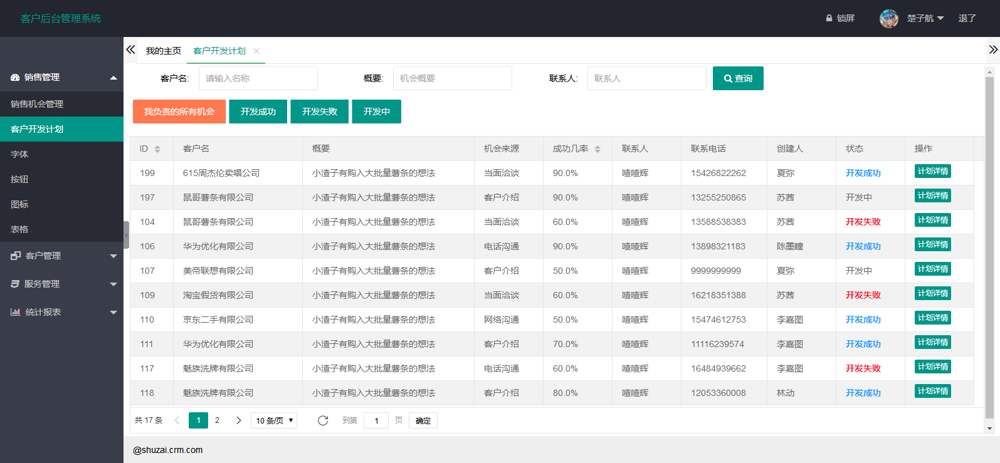 客户后台管理系统
锁屏 楚子航 退了
我的主页 客户开发计划
销售管理
销售机会管理
客户开发计划
字体
按钮
图标
表格
客户管理
服务管理
统计报表
客户名: 请输入名称 概要: 机会概要 联系人: 联系人 查询
我负责的所有机会 开发成功 开发失败 开发中
ID 客户名 概要 机会来源 成功几率 联系人 联系电话 创建人 状态 操作
199 615周杰伦卖唱公司 小渣子有购入大批量薯条的想法 当面洽谈 90.0% 喳喳辉 15426822262 夏弥 开发成功 计划详情
197 鼠哥薯条有限公司 小渣子有购入大批量薯条的想法 客户介绍 90.0% 喳喳辉 13255250865 苏茜 开发中 计划详情
104 鼠哥薯条有限公司 小渣子有购入大批量薯条的想法 当面洽谈 60.0% 喳喳辉 13588538383 苏茜 开发失败 计划详情
106 华为优化有限公司 小渣子有购入大批量薯条的想法 电话沟通 90.0% 喳喳辉 13898321183 陈墨瞳 开发成功 计划详情
107 美帝联想有限公司 小渣子有购入大批量薯条的想法 客户介绍 50.0% 喳喳辉 9999999999 夏弥 开发中 计划详情
109 淘宝假货有限公司 小渣子有购入大批量薯条的想法 当面洽谈 60.0% 喳喳辉 16218351388 苏茜 开发失败 计划详情
110 京东二手有限公司 小渣子有购入大批量薯条的想法 网络沟通 50.0% 喳喳辉 15474612753 李嘉图 开发成功 计划详情
111 华为优化有限公司 小渣子有购入大批量薯条的想法 客户介绍 70.0% 喳喳辉 11116239574 李嘉图 开发成功 计划详情
117 魅族洗牌有限公司 小渣子有购入大批量薯条的想法 电话沟通 60.0% 喳喳辉 16484939662 李嘉图 开发失败 计划详情
118 魅族洗牌有限公司 小渣子有购入大批量薯条的想法 客户介绍 80.0% 喳喳辉 12053360008 林动 开发成功 计划详情
共 17 条 1 2 10 条/页 到第 1 页 确定
@shuzai.crm.com